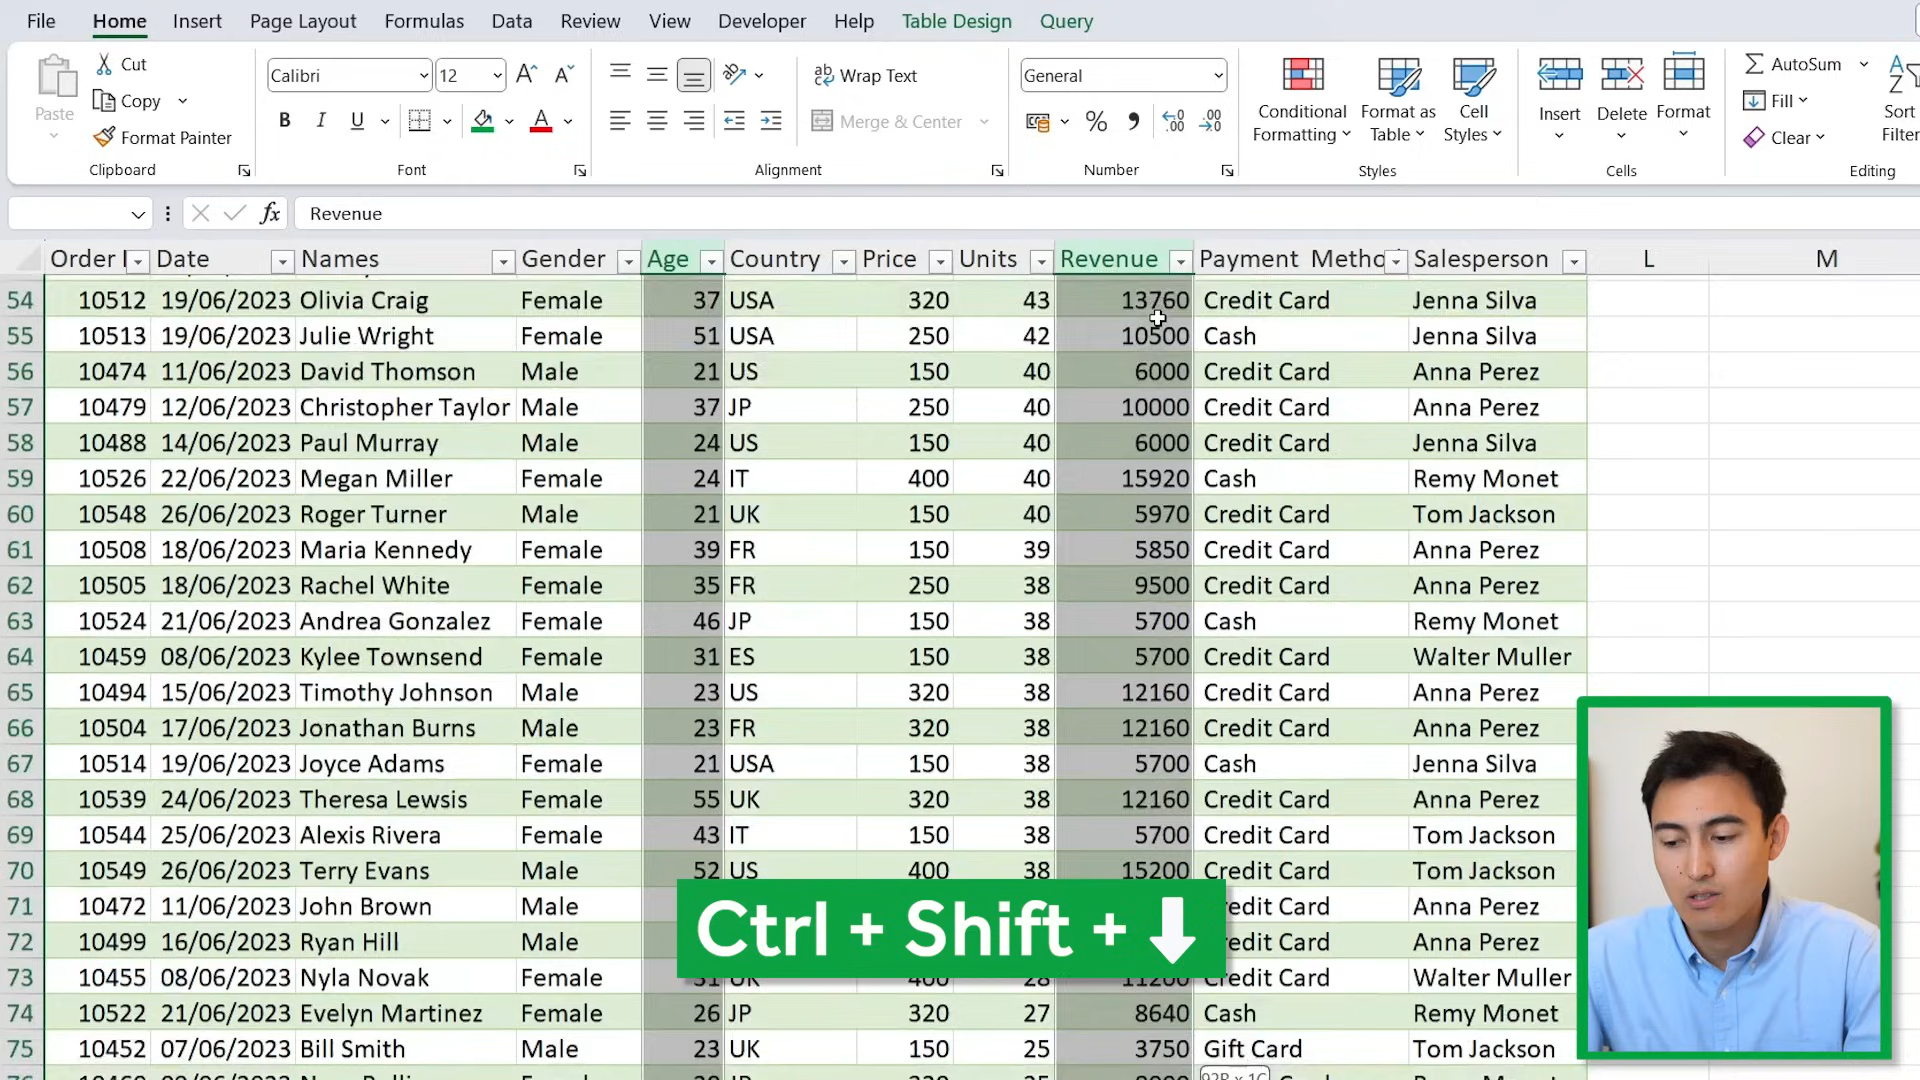 File Home Insert Page Layout Formulas Data Review View Developer Help Table Design Query
Paste Cut Copy Format Painter Clipboard
Calibri 12 A A B I U A Font
ab Wrap Text Merge & Center Alignment
General % Number
Conditional Formatting Format as Table Cell Styles Styles
Insert Delete Format Cells
AutoSum Fill Clear Sort Filter Editing
fx Revenue
Order I Date Names Gender Age Country Price Units Revenue Payment Metho Salesperson L M
54 10512 19/06/2023 Olivia Craig Female 37 USA 320 43 13760 Credit Card Jenna Silva
55 10513 19/06/2023 Julie Wright Female 51 USA 250 42 10500 Cash Jenna Silva
56 10474 11/06/2023 David Thomson Male 21 US 150 40 6000 Credit Card Anna Perez
57 10479 12/06/2023 Christopher Taylor Male 37 JP 250 40 10000 Credit Card Anna Perez
58 10488 14/06/2023 Paul Murray Male 24 US 150 40 6000 Credit Card Jenna Silva
59 10526 22/06/2023 Megan Miller Female 24 IT 400 40 15920 Cash Remy Monet
60 10548 26/06/2023 Roger Turner Male 21 UK 150 40 5970 Credit Card Tom Jackson
61 10508 18/06/2023 Maria Kennedy Female 39 FR 150 39 5850 Credit Card Anna Perez
62 10505 18/06/2023 Rachel White Female 35 FR 250 38 9500 Credit Card Anna Perez
63 10524 21/06/2023 Andrea Gonzalez Female 46 JP 150 38 5700 Cash Remy Monet
64 10459 08/06/2023 Kylee Townsend Female 31 ES 150 38 5700 Credit Card Walter Muller
65 10494 15/06/2023 Timothy Johnson Male 23 US 320 38 12160 Credit Card Anna Perez
66 10504 17/06/2023 Jonathan Burns Male 23 FR 320 38 12160 Credit Card Anna Perez
67 10514 19/06/2023 Joyce Adams Female 21 USA 150 38 5700 Cash Jenna Silva
68 10539 24/06/2023 Theresa Lewsis Female 55 UK 320 38 12160 Credit Card Anna Perez
69 10544 25/06/2023 Alexis Rivera Female 43 IT 150 38 5700 Credit Card Tom Jackson
70 10549 26/06/2023 Terry Evans Male 52 US 400 38 15200 Credit Card Tom Jackson
71 10472 11/06/2023 John Brown Male Credit Card Anna Perez
72 10499 16/06/2023 Ryan Hill Male Credit Card Anna Perez
Ctrl + Shift + ⬇
73 10455 08/06/2023 Nyla Novak Female 31 UK 400 28 11200 Credit Card Walter Muller
74 10522 21/06/2023 Evelyn Martinez Female 26 JP 320 27 8640 Cash Remy Monet
75 10452 07/06/2023 Bill Smith Male 23 UK 150 25 3750 Gift Card Tom Jackson